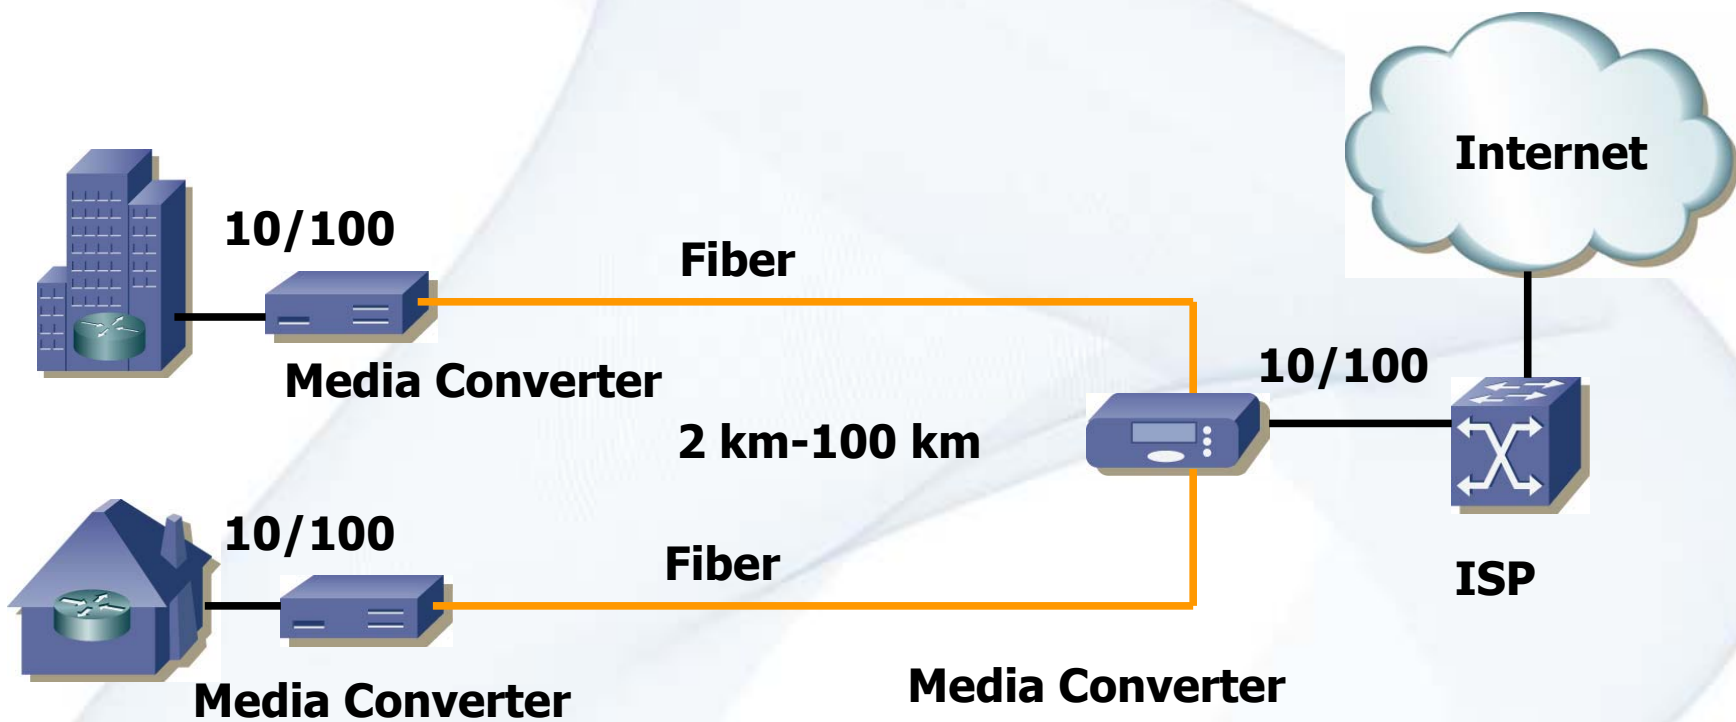 Internet
10/100
Fiber
Media Converter
10/100
2 km-100 km
10/100
Fiber
ISP
Media Converter
Media Converter